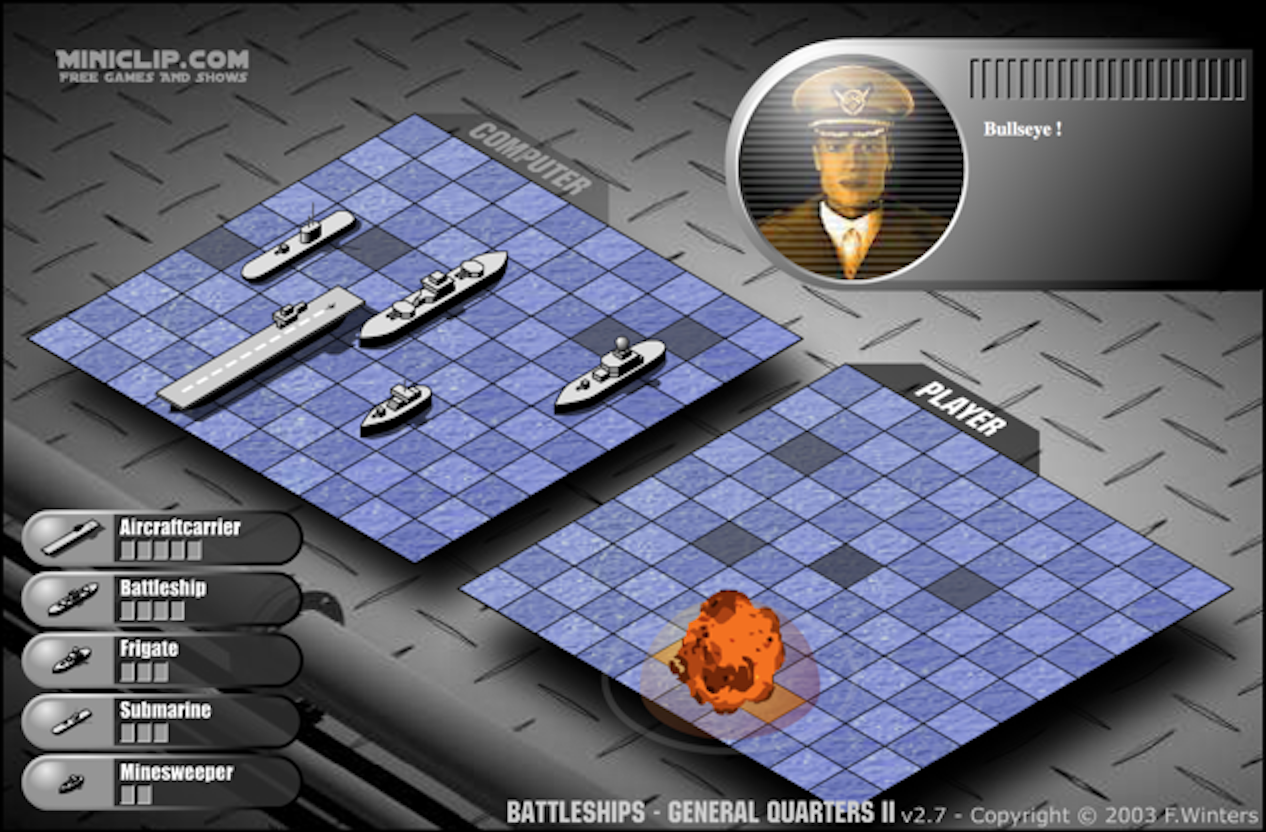 MINICLIP.COM
FREE GAMES AND SHOWS
COMPUTER
Bullseye !
PLAYER
Aircraftcarrier
Battleship
Frigate
Submarine
Minesweeper
BATTLESHIPS - GENERAL QUARTERS II v2.7 - Copyright © 2003 F.Winters